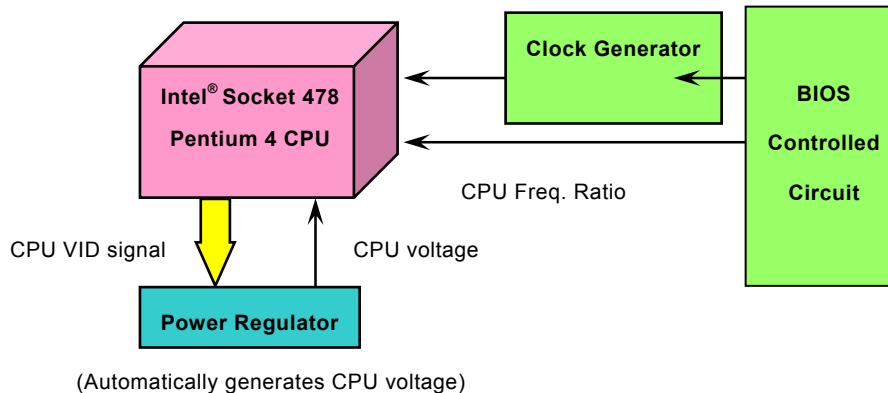 Clock Generator
Intel® Socket 478
Pentium 4 CPU
BIOS
Controlled
Circuit
CPU Freq. Ratio
CPU VID signal
CPU voltage
Power Regulator
(Automatically generates CPU voltage)